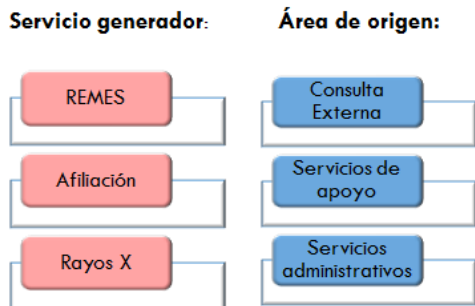 Servicio generador:
Área de origen:
REMES
Consulta
Externa
Afiliación
Servicios de
apoyo
Rayos X
Servicios
administrativos